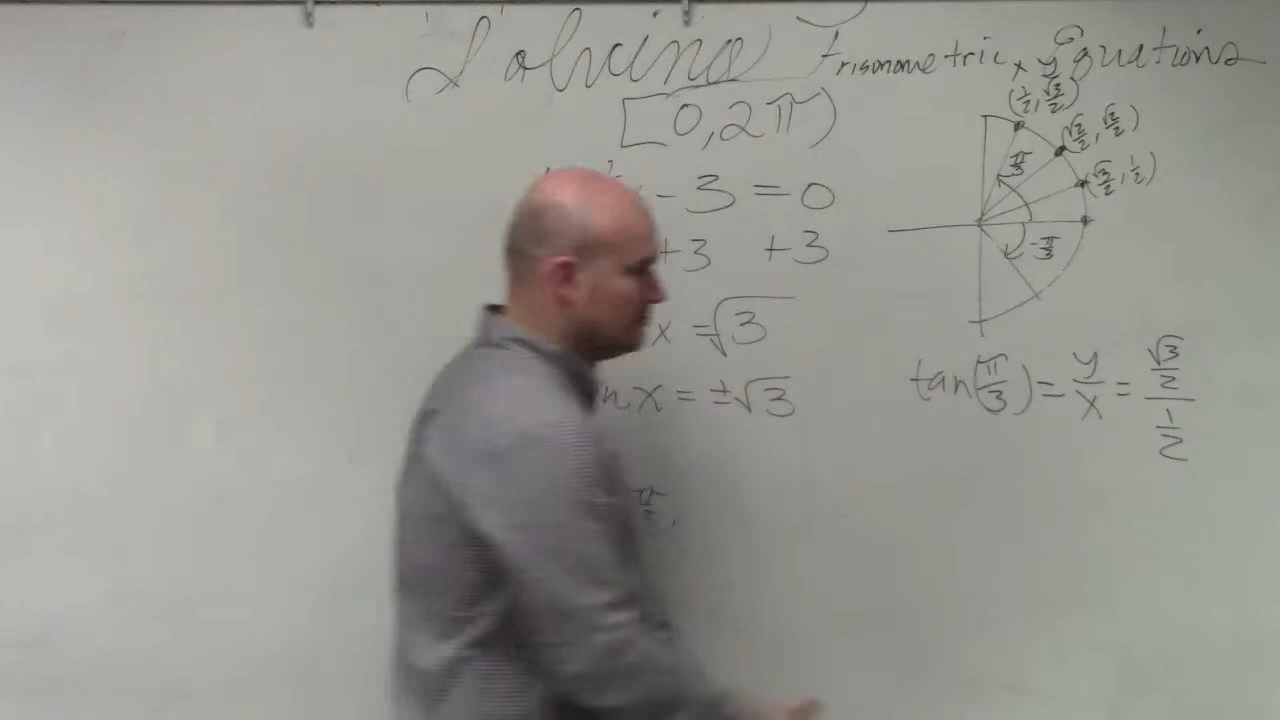 Solving Trigonometric Equations
[0,2π)
- 3 = 0
+3 +3
x = √3
n x = ±√3
π
x y
(1/2, √3/2)
(√2/2, √2/2)
(√3/2, 1/2)
π/3
-π/3
tan(π/3) = y/x = (√3/2)/(1/2)